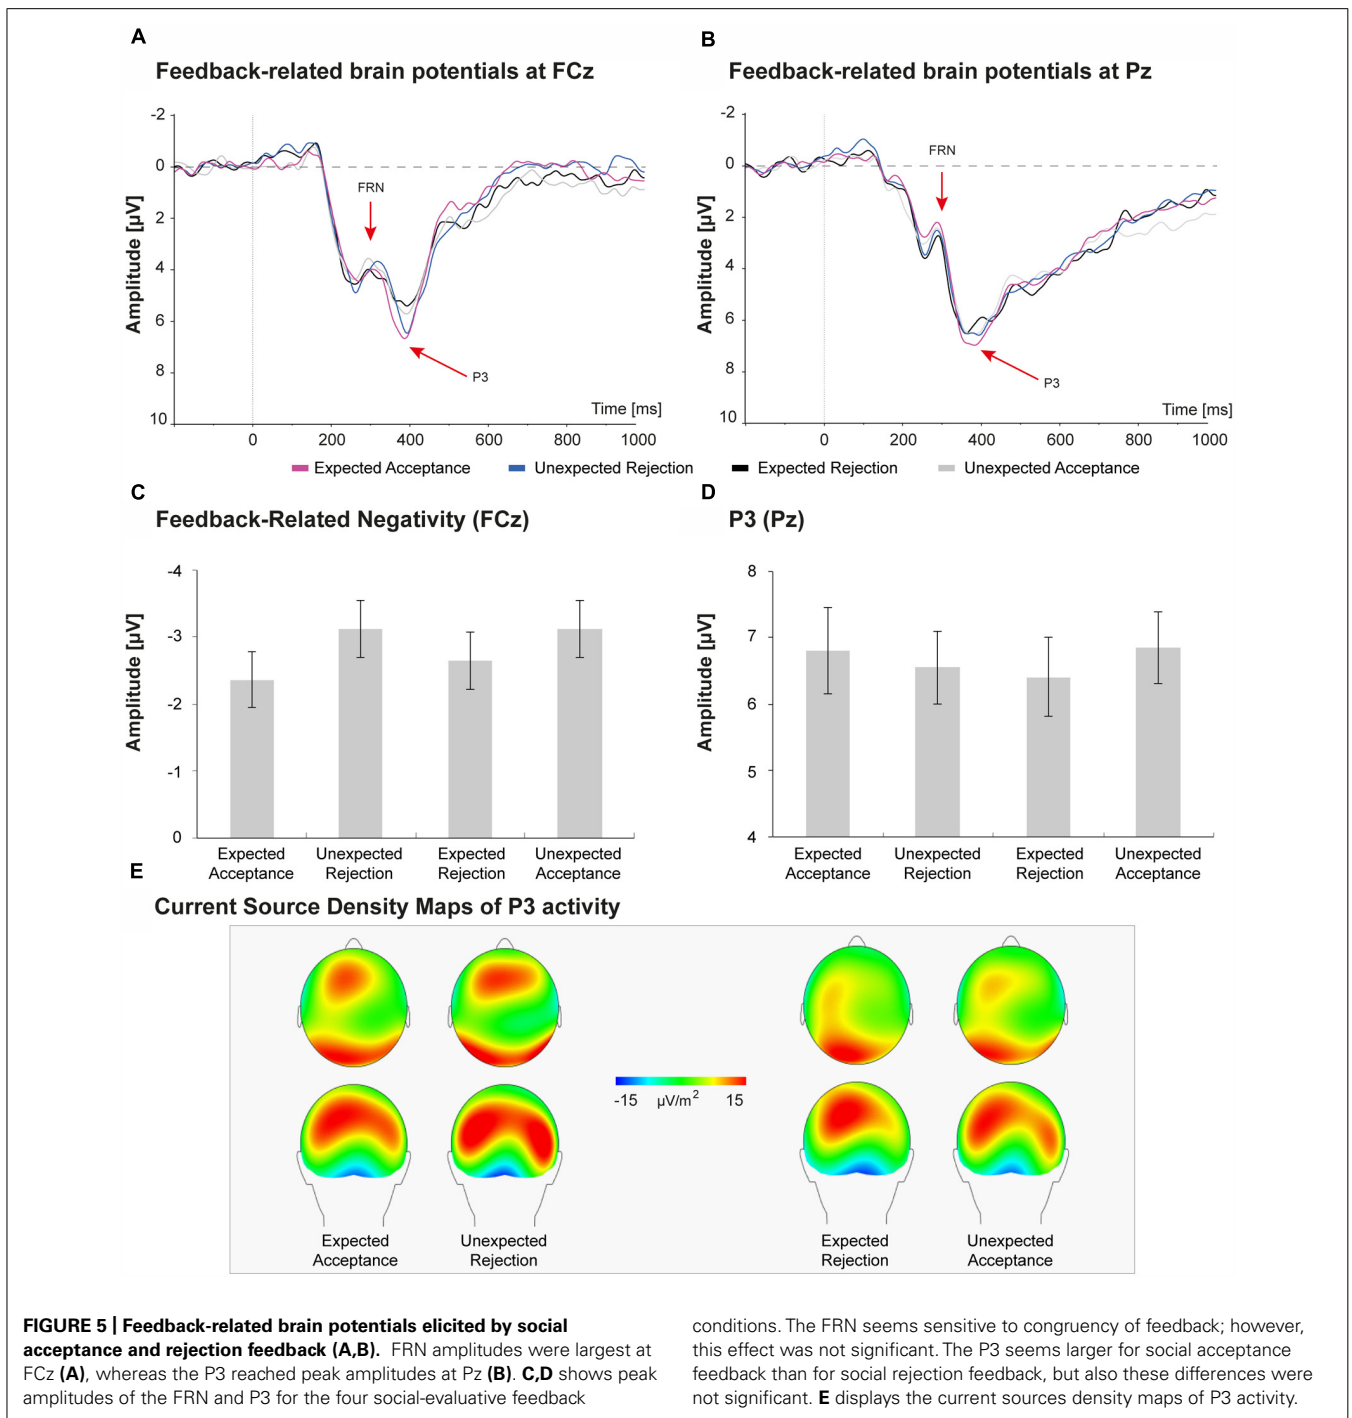 A
Feedback-related brain potentials at FCz
-2
0
2
4
6
8
10
Amplitude [µV]
FRN
P3
Time [ms]
0 200 400 600 800 1000
B
Feedback-related brain potentials at Pz
-2
0
2
4
6
8
10
Amplitude [µV]
FRN
P3
Time [ms]
0 200 400 600 800 1000
Expected Acceptance Unexpected Rejection Expected Rejection Unexpected Acceptance
C
Feedback-Related Negativity (FCz)
-4
-3
-2
-1
0
Amplitude [µV]
Expected Unexpected Expected Unexpected
Acceptance Rejection Rejection Acceptance
D
P3 (Pz)
8
7
6
5
4
Amplitude [µV]
Expected Unexpected Expected Unexpected
Acceptance Rejection Rejection Acceptance
E
Current Source Density Maps of P3 activity
-15 µV/m² 15
Expected Unexpected Expected Unexpected
Acceptance Rejection Rejection Acceptance
FIGURE 5 | Feedback-related brain potentials elicited by social
acceptance and rejection feedback (A,B). FRN amplitudes were largest at
FCz (A), whereas the P3 reached peak amplitudes at Pz (B). C,D shows peak
amplitudes of the FRN and P3 for the four social-evaluative feedback
conditions. The FRN seems sensitive to congruency of feedback; however,
this effect was not significant. The P3 seems larger for social acceptance
feedback than for social rejection feedback, but also these differences were
not significant. E displays the current sources density maps of P3 activity.